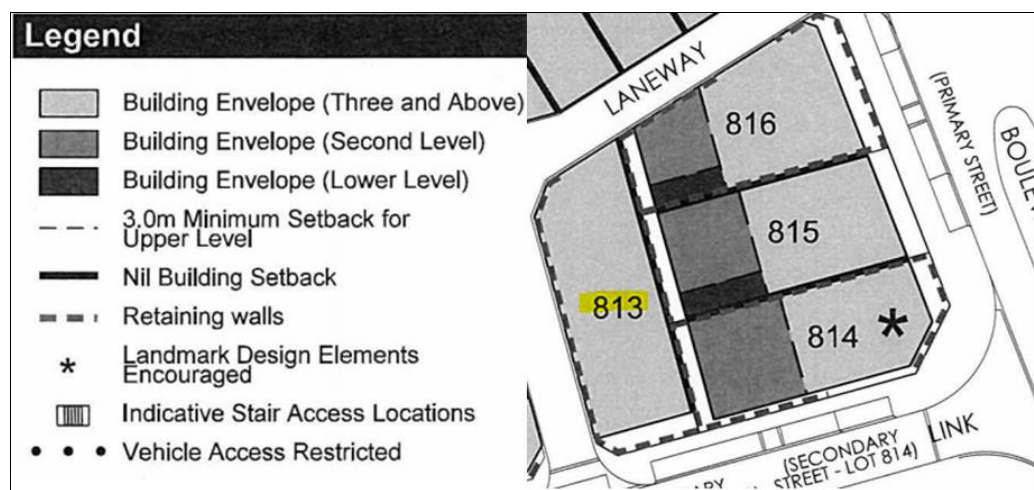 Legend
Building Envelope (Three and Above)
Building Envelope (Second Level)
Building Envelope (Lower Level)
3.0m Minimum Setback for
Upper Level
Nil Building Setback
Retaining walls
* Landmark Design Elements
Encouraged
Indicative Stair Access Locations
Vehicle Access Restricted
LANEWAY
816
(PRIMARY STREET)
815
813
814 *
LINK
(SECONDARY
STREET - LOT 814)